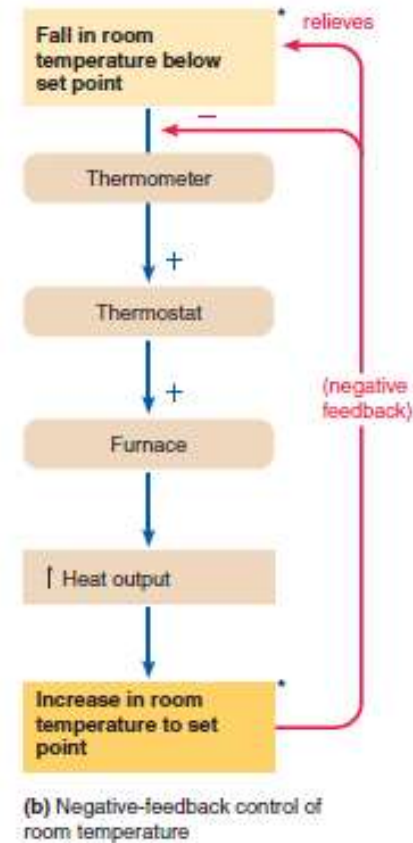 * relieves
Fall in room
temperature below
set point
–
Thermometer
+
Thermostat
+
(negative
feedback)
Furnace
↑ Heat output
*
Increase in room
temperature to set
point
(b) Negative-feedback control of
room temperature